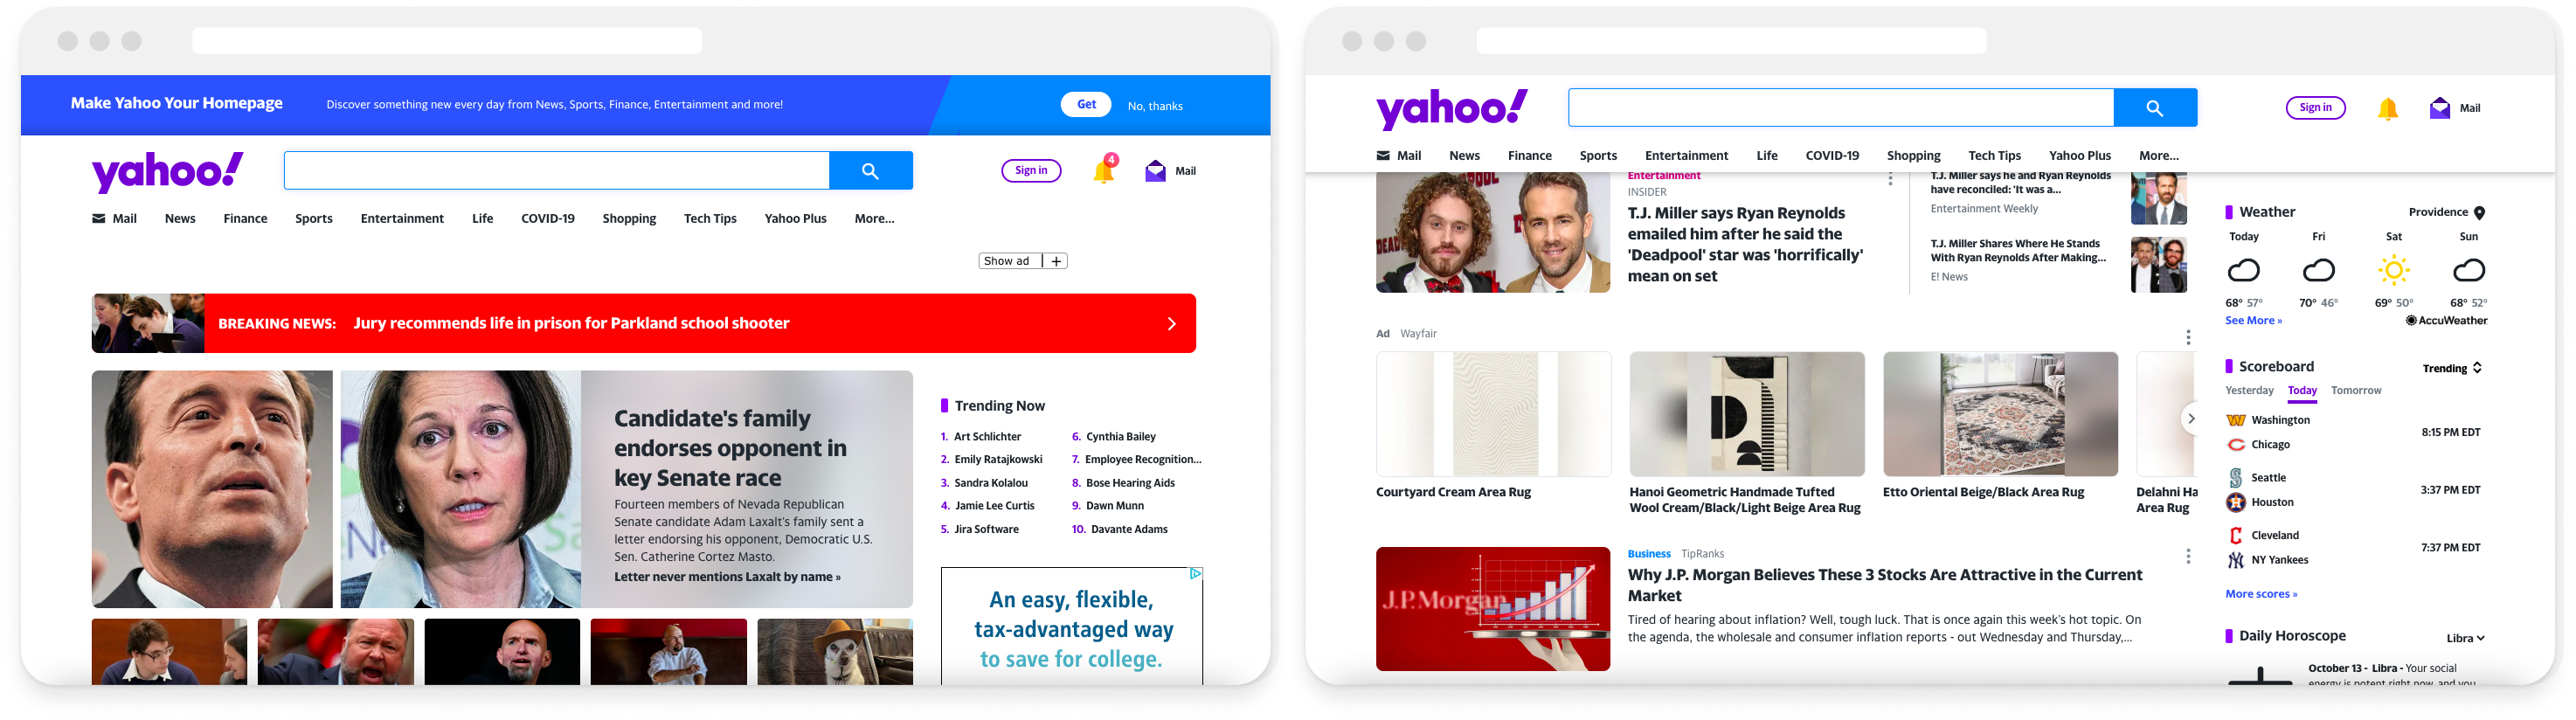 Make Yahoo Your Homepage
Discover something new every day from News, Sports, Finance, Entertainment and more!
Get
No, thanks
yahoo!
Sign in
4
Mail
Mail News Finance Sports Entertainment Life COVID-19 Shopping Tech Tips Yahoo Plus More...
Show ad +
BREAKING NEWS: Jury recommends life in prison for Parkland school shooter
Candidate's family
endorses opponent in
key Senate race
Fourteen members of Nevada Republican
Senate candidate Adam Laxalt's family sent a
letter endorsing his opponent, Democratic U.S.
Sen. Catherine Cortez Masto.
Letter never mentions Laxalt by name »
Trending Now
1. Art Schlichter
2. Emily Ratajkowski
3. Sandra Kolalou
4. Jamie Lee Curtis
5. Jira Software
6. Cynthia Bailey
7. Employee Recognition...
8. Bose Hearing Aids
9. Dawn Munn
10. Davante Adams
An easy, flexible,
tax-advantaged way
to save for college.
yahoo!
Sign in
Mail
Mail News Finance Sports Entertainment Life COVID-19 Shopping Tech Tips Yahoo Plus More...
Entertainment
INSIDER
T.J. Miller says Ryan Reynolds
emailed him after he said the
'Deadpool' star was 'horrifically'
mean on set
T.J. Miller says he and Ryan Reynolds
have reconciled: 'It was a...
Entertainment Weekly
T.J. Miller Shares Where He Stands
With Ryan Reynolds After Making...
E! News
Ad Wayfair
Courtyard Cream Area Rug
Hanoi Geometric Handmade Tufted
Wool Cream/Black/Light Beige Area Rug
Etto Oriental Beige/Black Area Rug
Delahni Ha
Area Rug
J.P.Morgan
Business TipRanks
Why J.P. Morgan Believes These 3 Stocks Are Attractive in the Current
Market
Tired of hearing about inflation? Well, tough luck. That is once again this week's hot topic. On
the agenda, the wholesale and consumer inflation reports - out Wednesday and Thursday,...
Weather
Providence
Today Fri Sat Sun
68° 57° 70° 46° 69° 50° 68° 52°
See More »
AccuWeather
Scoreboard
Trending
Yesterday Today Tomorrow
Washington
Chicago
8:15 PM EDT
Seattle
Houston
3:37 PM EDT
Cleveland
NY Yankees
7:37 PM EDT
More scores »
Daily Horoscope
Libra
October 13 - Libra - Your social
energy is potent right now, and you